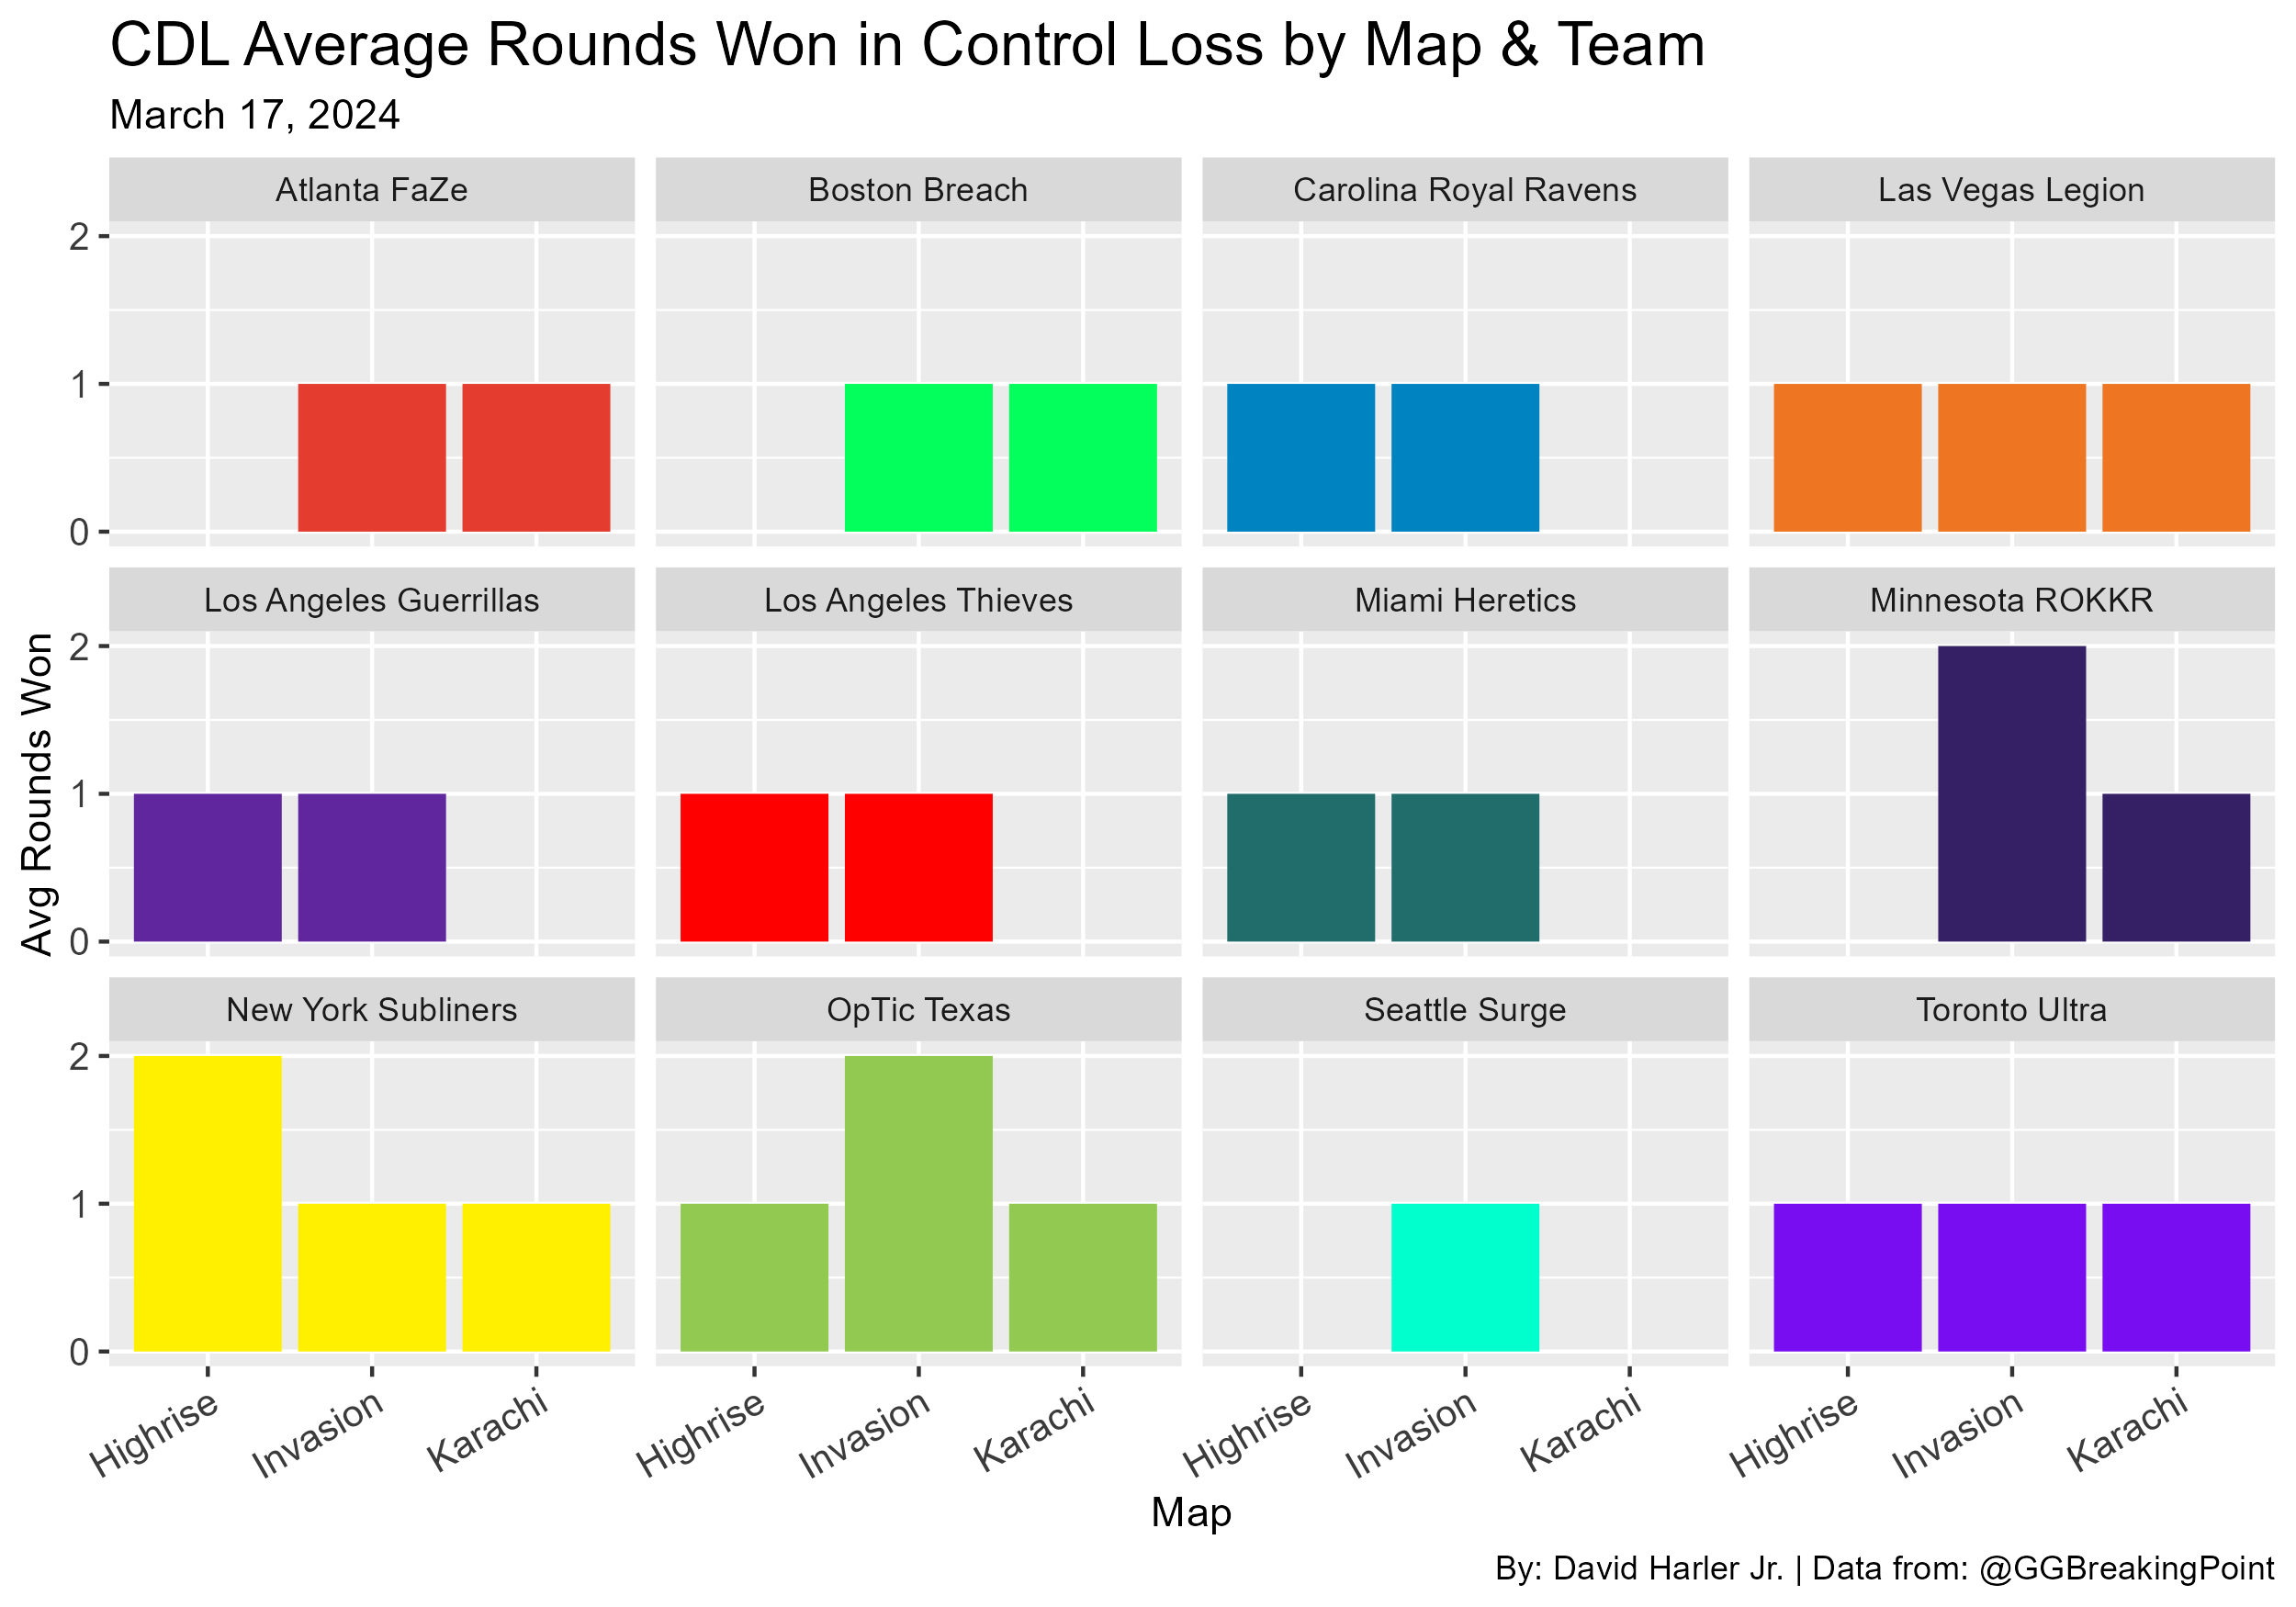 CDL Average Rounds Won in Control Loss by Map & Team
March 17, 2024
Atlanta FaZe
Boston Breach
Carolina Royal Ravens
Las Vegas Legion
2
1
0
Los Angeles Guerrillas
Los Angeles Thieves
Miami Heretics
Minnesota ROKKR
2
1
0
Avg Rounds Won
New York Subliners
OpTic Texas
Seattle Surge
Toronto Ultra
2
1
0
Highrise
Invasion
Karachi
Highrise
Invasion
Karachi
Highrise
Invasion
Karachi
Highrise
Invasion
Karachi
Map
By: David Harler Jr. | Data from: @GGBreakingPoint